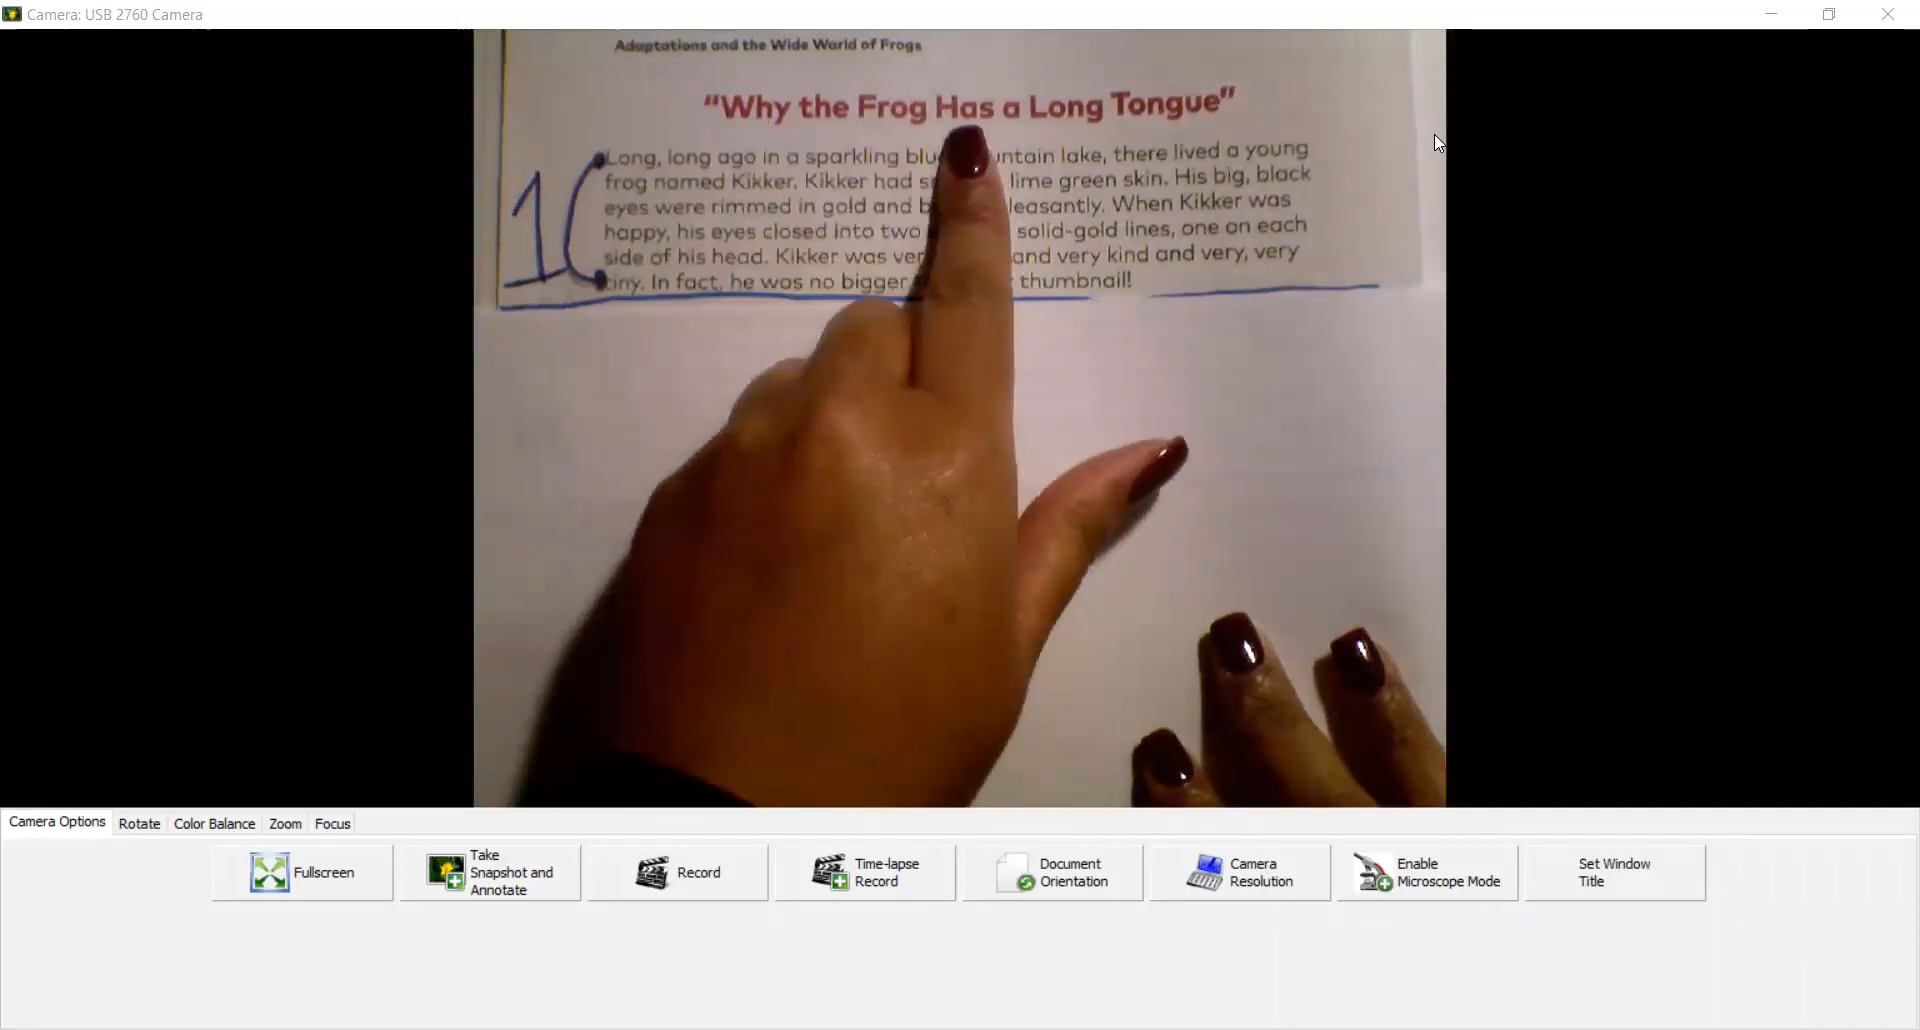 Camera: USB 2760 Camera
Adaptations and the Wide World of Frogs
"Why the Frog Has a Long Tongue"
Long, long ago in a sparkling lake, there lived a young
frog named Kikker. Kikker had lime green skin. His big, black
eyes were rimmed in gold and When Kikker was
happy, his eyes closed into two solid-gold lines, one on each
side of his head. Kikker was and very kind and very, very
tiny. In fact, he was no bigger thumbnail!
1
Camera Options Rotate Color Balance Zoom Focus
Fullscreen
Take
Snapshot and
Annotate
Record
Time-lapse
Record
Document
Orientation
Camera
Resolution
Enable
Microscope Mode
Set Window
Title